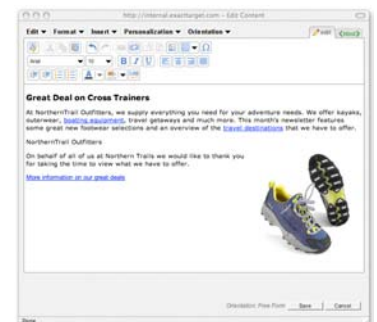 http://internal.exacttarget.com – Edit Content
Edit Format Insert Personalization Orientation
Edit
Arial 10 B I U
Great Deal on Cross Trainers
At NorthernTrail Outfitters, we supply everything you need for your adventure needs. We offer kayaks,
outerwear, boating equipment, travel getaways and much more. This month's newsletter features
some great new footwear selections and an overview of the travel destinations that we have to offer.
NorthernTrail Outfitters
On behalf of all of us at Northern Trails we would like to thank you
for taking the time to view what we have to offer.
More information on our great deals
Orientation: Free Form Save Cancel
Done